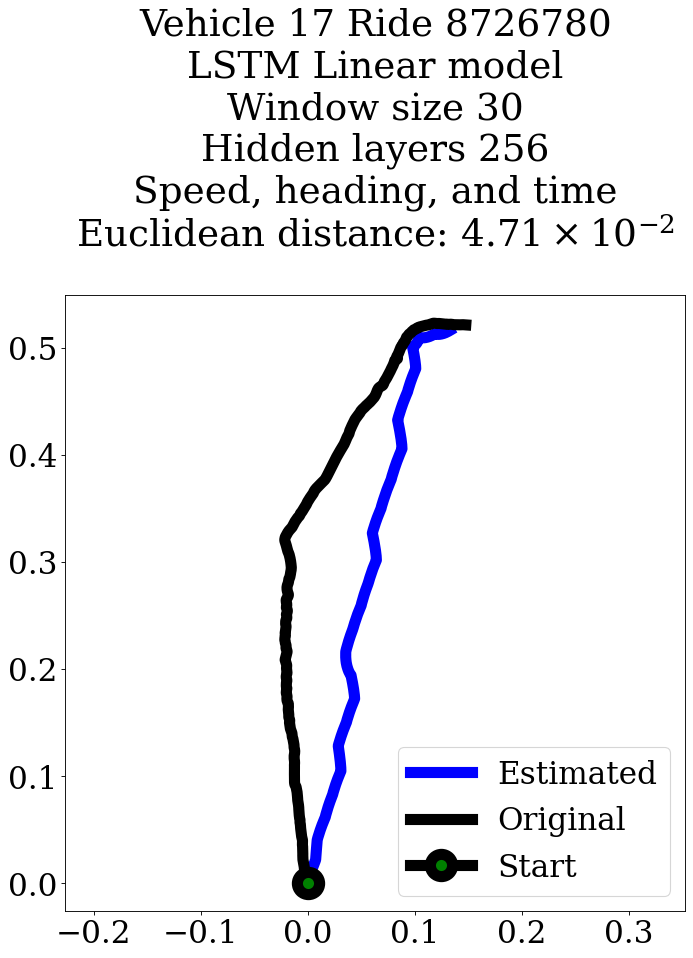 Vehicle 17 Ride 8726780
LSTM Linear model
Window size 30
Hidden layers 256
Speed, heading, and time
Euclidean distance: 4.71 × 10⁻²
0.5
0.4
0.3
0.2
0.1
0.0
Estimated
Original
Start
−0.2 −0.1 0.0 0.1 0.2 0.3